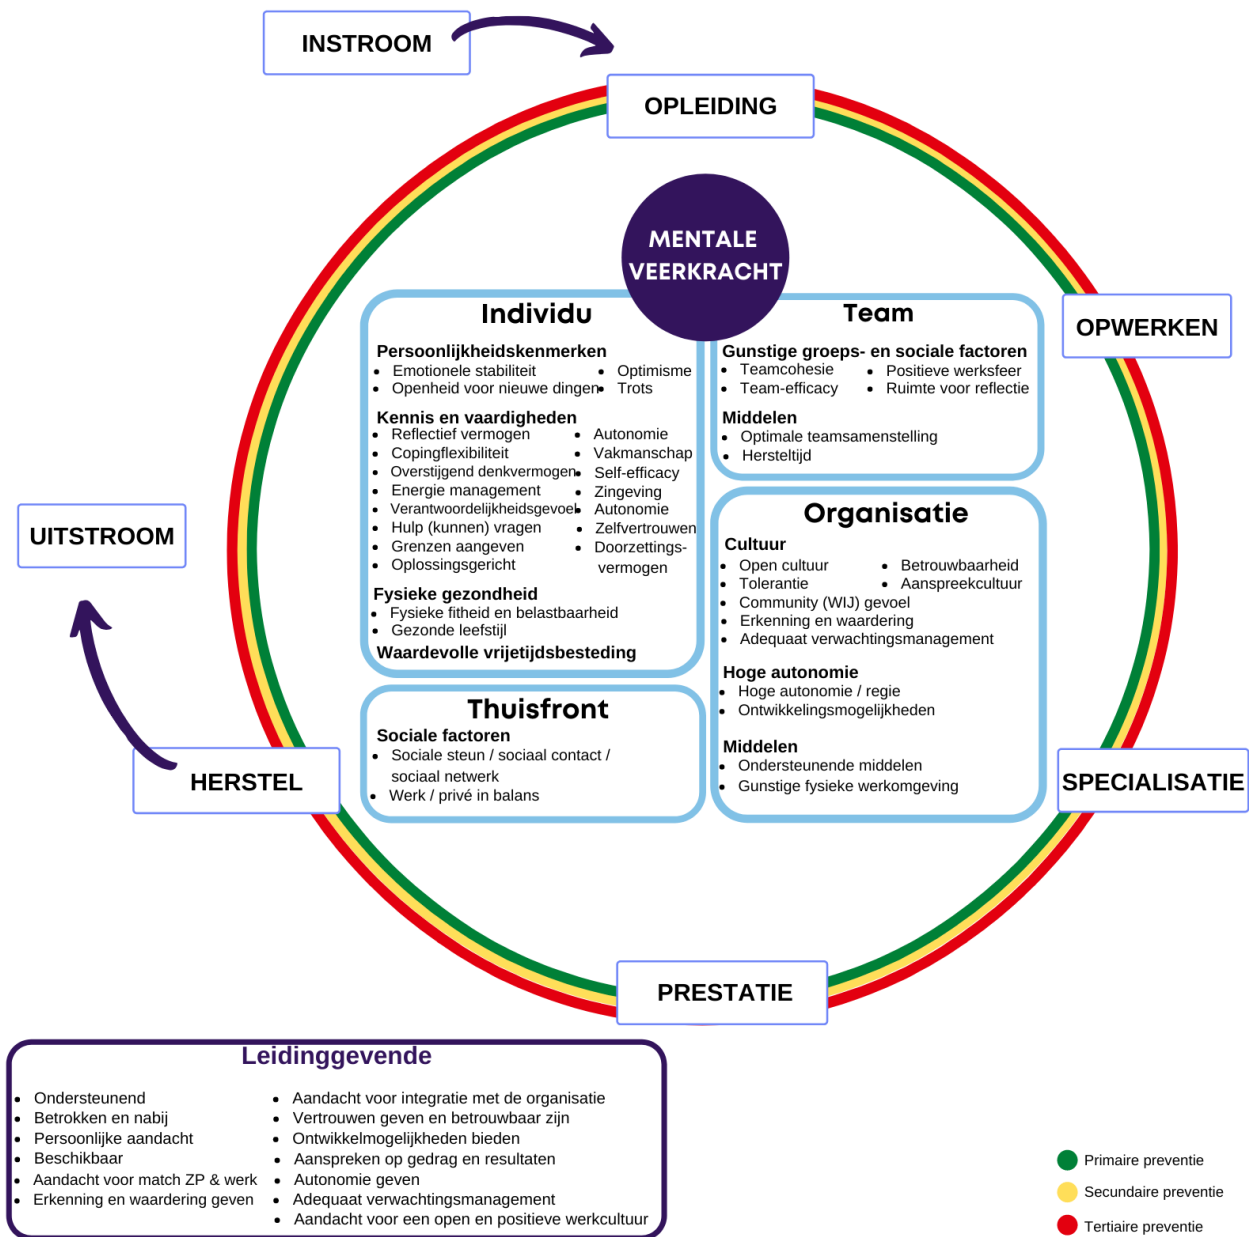 INSTROOM
OPLEIDING
MENTALE
VEERKRACHT
OPWERKEN
SPECIALISATIE
PRESTATIE
HERSTEL
UITSTROOM
Individu
Persoonlijkheidskenmerken
• Emotionele stabiliteit
• Openheid voor nieuwe dingen
• Optimisme
• Trots
Kennis en vaardigheden
• Reflectief vermogen
• Copingflexibiliteit
• Overstijgend denkvermogen
• Energie management
• Verantwoordelijkheidsgevoel
• Hulp (kunnen) vragen
• Grenzen aangeven
• Oplossingsgericht
• Autonomie
• Vakmanschap
• Self-efficacy
• Zingeving
• Autonomie
• Zelfvertrouwen
• Doorzettings-
vermogen
Fysieke gezondheid
• Fysieke fitheid en belastbaarheid
• Gezonde leefstijl
Waardevolle vrijetijdsbesteding
Team
Gunstige groeps- en sociale factoren
• Teamcohesie
• Team-efficacy
• Positieve werksfeer
• Ruimte voor reflectie
Middelen
• Optimale teamsamenstelling
• Hersteltijd
Organisatie
Cultuur
• Open cultuur
• Tolerantie
• Community (WIJ) gevoel
• Erkenning en waardering
• Adequaat verwachtingsmanagement
• Betrouwbaarheid
• Aanspreekcultuur
Hoge autonomie
• Hoge autonomie / regie
• Ontwikkelingsmogelijkheden
Middelen
• Ondersteunende middelen
• Gunstige fysieke werkomgeving
Thuisfront
Sociale factoren
• Sociale steun / sociaal contact /
sociaal netwerk
• Werk / privé in balans
Leidinggevende
• Ondersteunend
• Betrokken en nabij
• Persoonlijke aandacht
• Beschikbaar
• Aandacht voor match ZP & werk
• Erkenning en waardering geven
• Aandacht voor integratie met de organisatie
• Vertrouwen geven en betrouwbaar zijn
• Ontwikkelmogelijkheden bieden
• Aanspreken op gedrag en resultaten
• Autonomie geven
• Adequaat verwachtingsmanagement
• Aandacht voor een open en positieve werkcultuur
Primaire preventie
Secundaire preventie
Tertiaire preventie